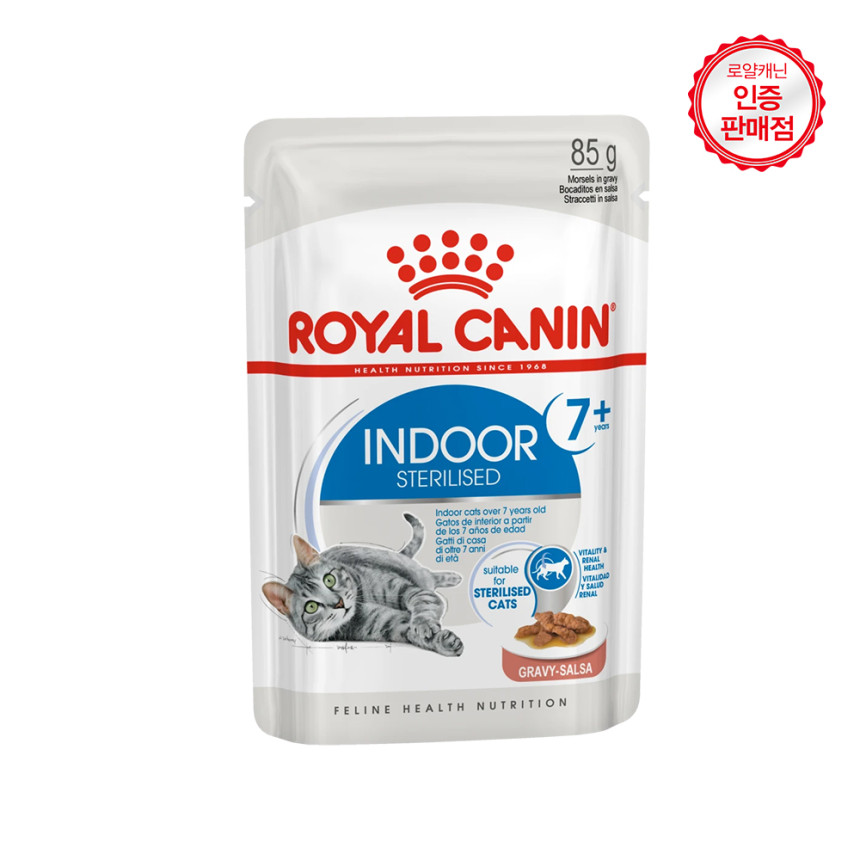 로얄캐닌
인증
판매점
85 g
Morsels in gravy
Bocaditos en salsa
Straccetti in salsa
ROYAL CANIN®
HEALTH NUTRITION SINCE 1968
7+
years
INDOOR
STERILISED
Indoor cats over 7 years old
Gatos de interior a partir
de los 7 años de edad
Gatti di casa
di oltre 7 anni
di età
suitable
for
STERILISED
CATS
VITALITY &
RENAL
HEALTH
VITALIDAD
Y SALUD
RENAL
GRAVY-SALSA
FELINE HEALTH NUTRITION